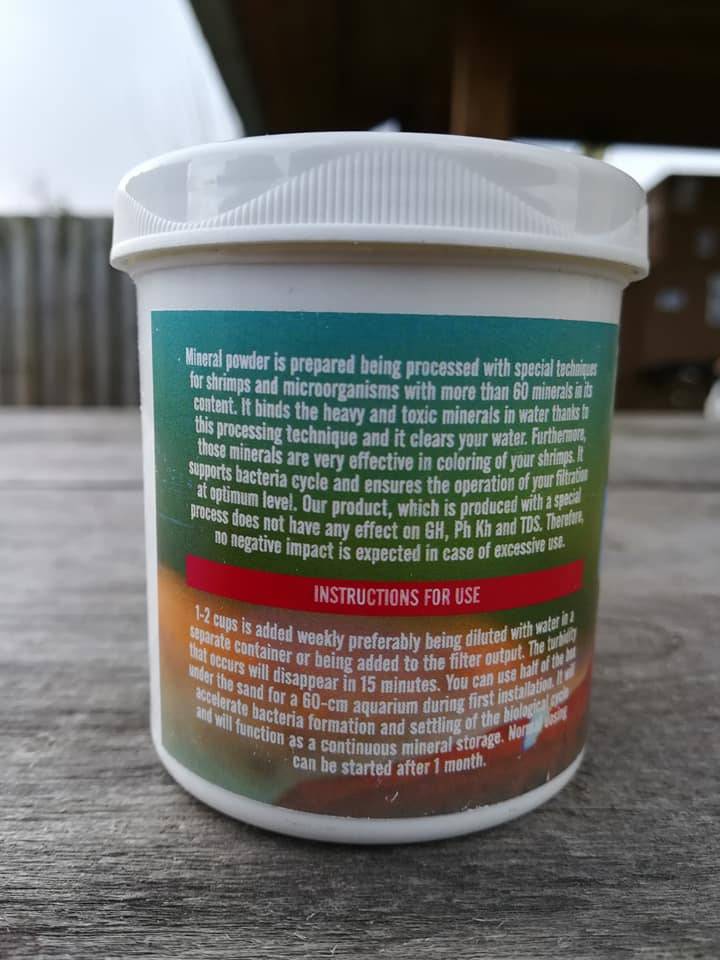 Mineral powder is prepared being processed with special techniques
for shrimps and microorganisms with more than 60 minerals in its
content. It binds the heavy and toxic minerals in water thanks to
this processing technique and it clears your water. Furthermore,
those minerals are very effective in coloring of your shrimps. It
supports bacteria cycle and ensures the operation of your filtration
at optimum level. Our product, which is produced with a special
process does not have any effect on GH, Ph Kh and TDS. Therefore,
no negative impact is expected in case of excessive use.
INSTRUCTIONS FOR USE
1-2 cups is added weekly preferably being diluted with water in a
separate container or being added to the filter output. The turbidity
that occurs will disappear in 15 minutes. You can use half of the box
under the sand for a 60-cm aquarium during first installation. It will
accelerate bacteria formation and settling of the biological cycle
and will function as a continuous mineral storage. Normal dosing
can be started after 1 month.